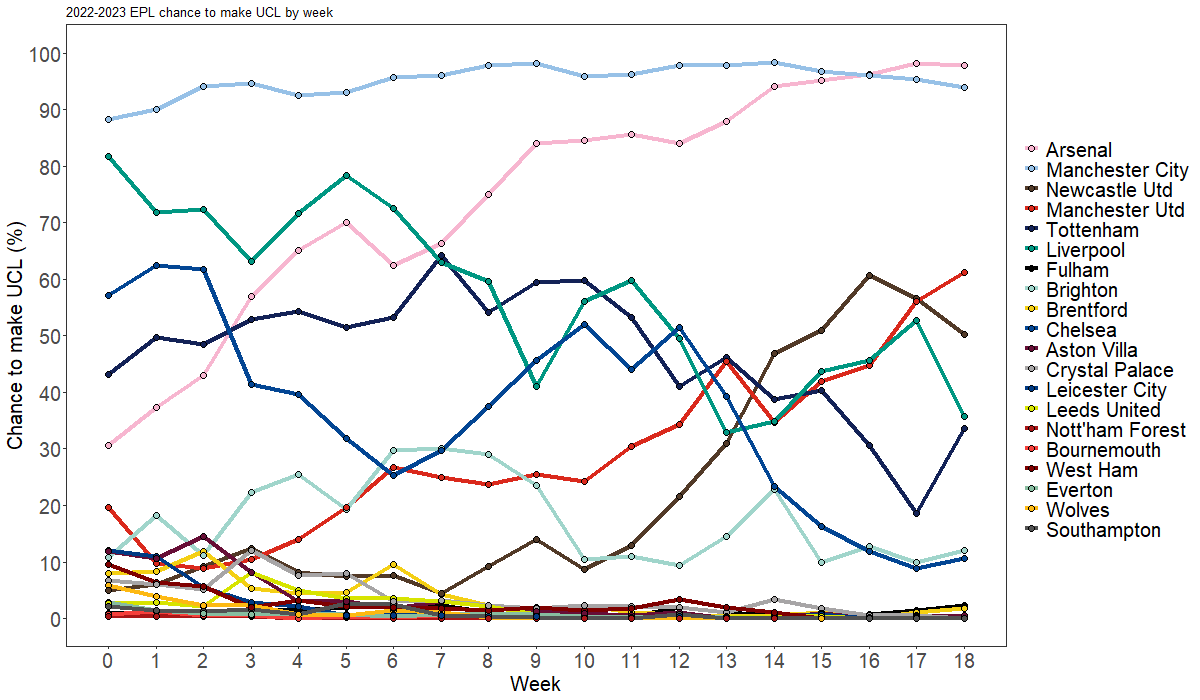 2022-2023 EPL chance to make UCL by week
Chance to make UCL (%)
100
90
80
70
60
50
40
30
20
10
0
0 1 2 3 4 5 6 7 8 9 10 11 12 13 14 15 16 17 18
Week
Arsenal
Manchester City
Newcastle Utd
Manchester Utd
Tottenham
Liverpool
Fulham
Brighton
Brentford
Chelsea
Aston Villa
Crystal Palace
Leicester City
Leeds United
Nott'ham Forest
Bournemouth
West Ham
Everton
Wolves
Southampton